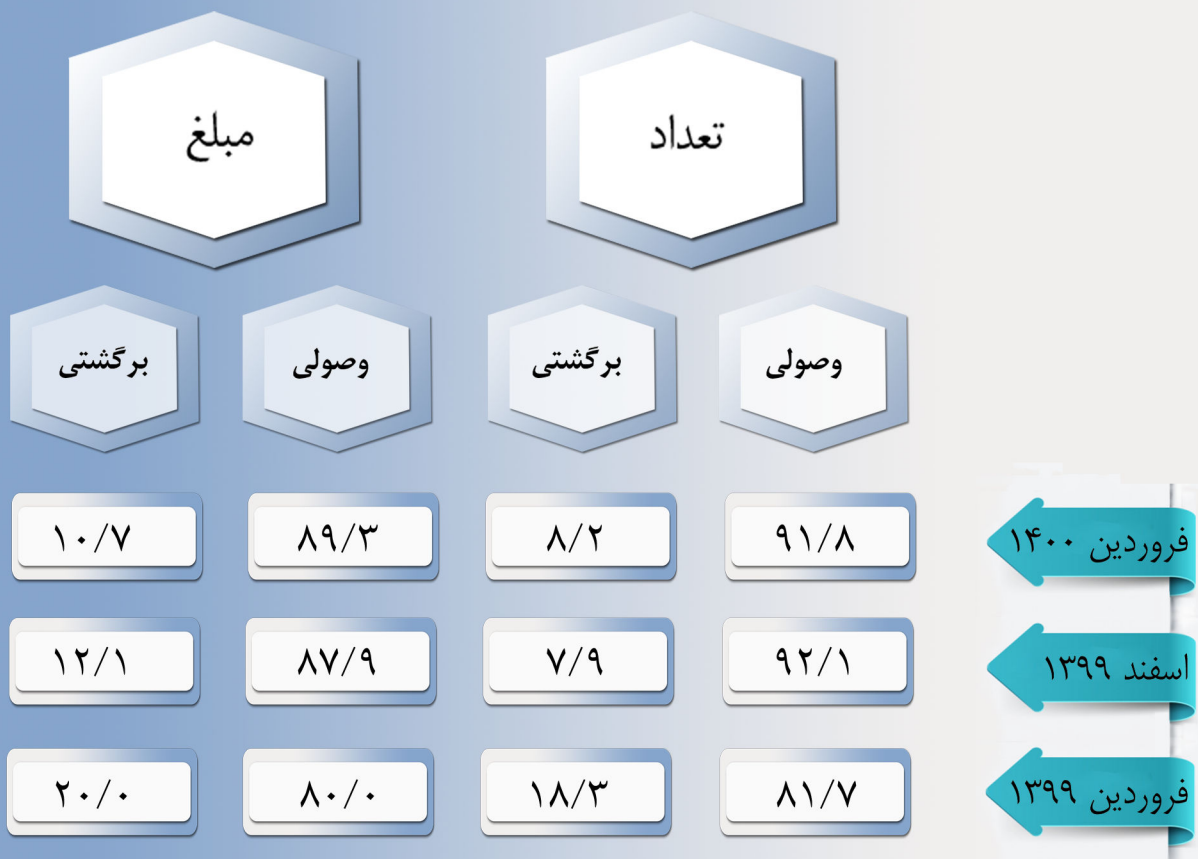 تعداد مبلغ
وصولی برگشتی وصولی برگشتی
فروردین ۱۴۰۰ ۹۱/۸ ۸/۲ ۸۹/۳ ۱۰/۷
اسفند ۱۳۹۹ ۹۲/۱ ۷/۹ ۸۷/۹ ۱۲/۱
فروردین ۱۳۹۹ ۸۱/۷ ۱۸/۳ ۸۰/۰ ۲۰/۰